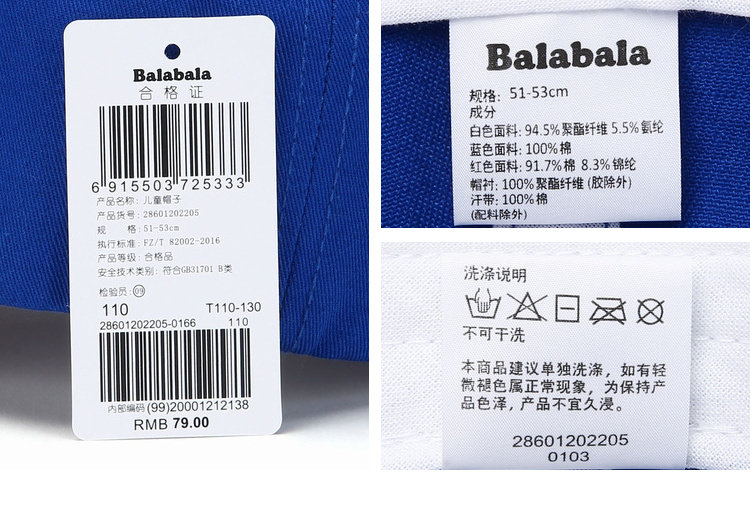 Balabala
合格证
6 915503 725333
产品名称: 儿童帽子
产品货号: 28601202205
规 格: 51-53cm
执行标准: FZ/T 82002-2016
产品等级: 合格品
安全技术类别: 符合GB31701 B类
检验员: 09
110 T110-130
28601202205-0166 110
内部编码 (99)20001212138
RMB 79.00
Balabala
规格: 51-53cm
成分
白色面料: 94.5%聚酯纤维 5.5%氨纶
蓝色面料: 100%棉
红色面料: 91.7%棉 8.3%锦纶
帽衬: 100%聚酯纤维(胶除外)
汗带: 100%棉
(配料除外)
洗涤说明
不可干洗
本商品建议单独洗涤，如有轻
微褪色属正常现象，为保持产
品色泽，产品不宜久浸。
28601202205
0103